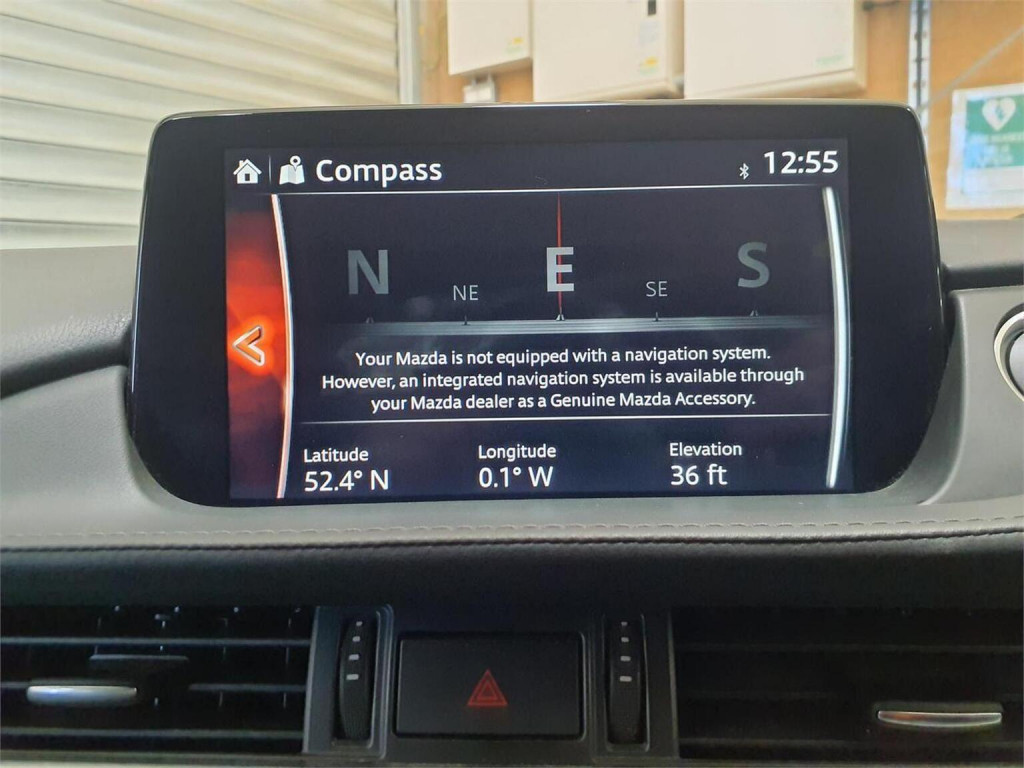 Compass
12:55
N NE E SE S
Your Mazda is not equipped with a navigation system.
However, an integrated navigation system is available through
your Mazda dealer as a Genuine Mazda Accessory.
Latitude Longitude Elevation
52.4° N 0.1° W 36 ft